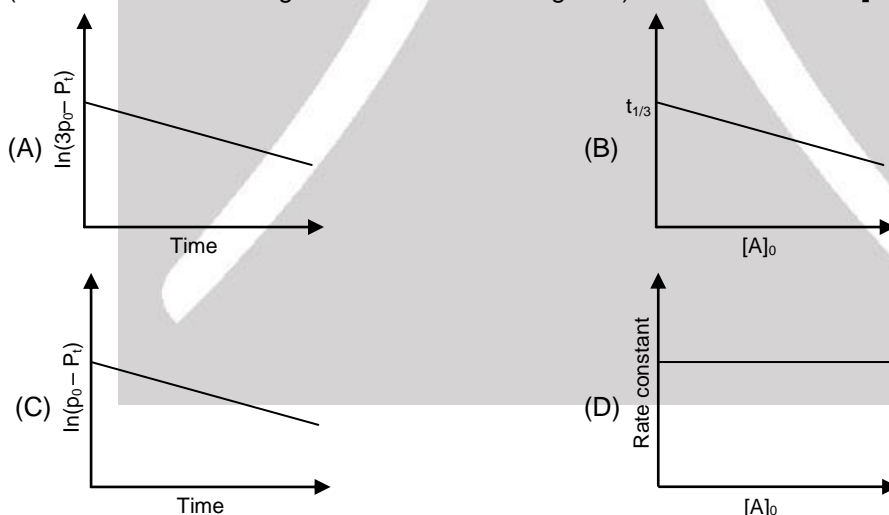 (A)
ln(3p₀– Pₜ)
Time
(B)
t₁/₃
[A]₀
(C)
ln(p₀– Pₜ)
Time
(D)
Rate constant
[A]₀